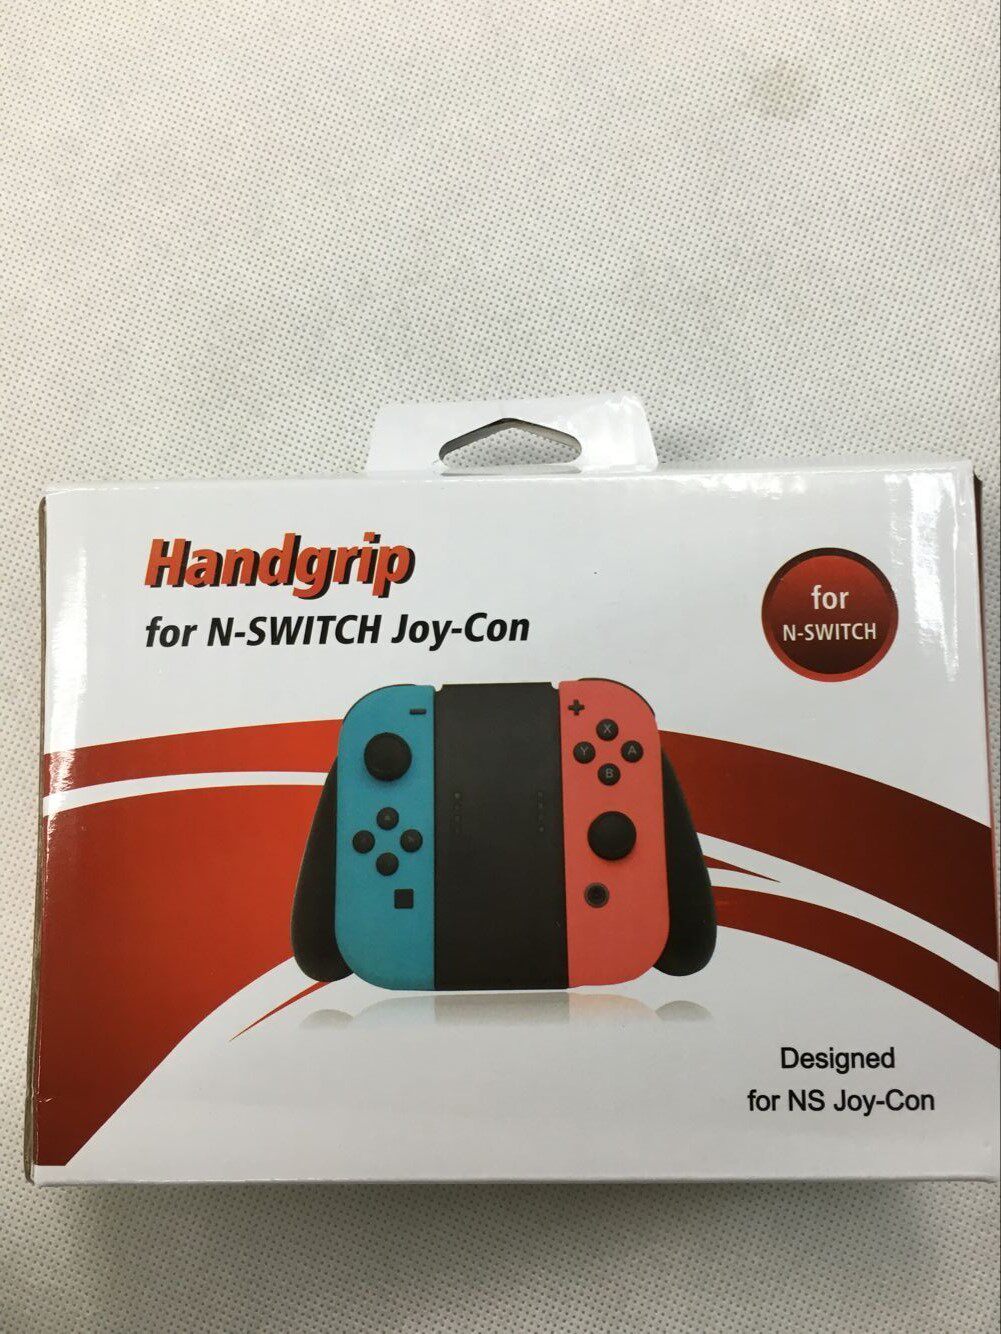 Handgrip
for N-SWITCH Joy-Con
for
N-SWITCH
X
Y
A
B
Designed
for NS Joy-Con